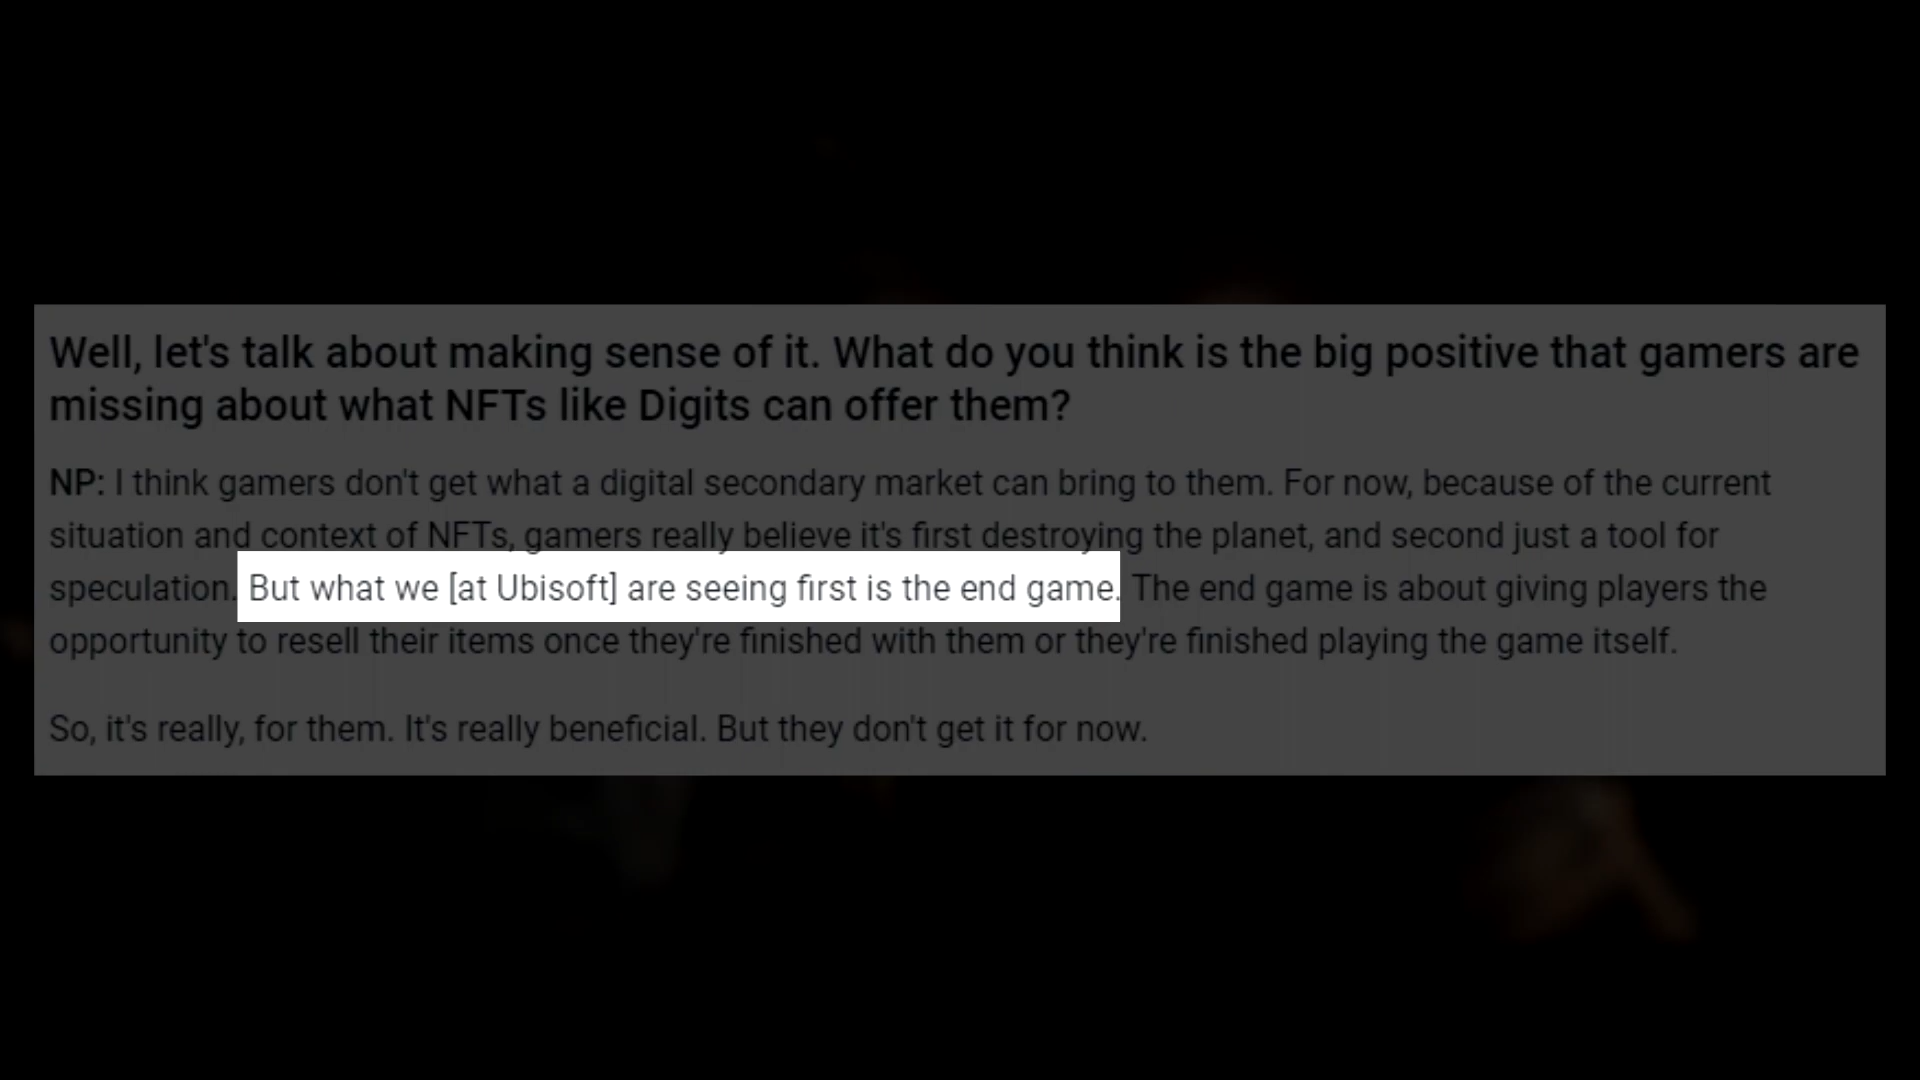 Well, let's talk about making sense of it. What do you think is the big positive that gamers are
missing about what NFTs like Digits can offer them?
NP: I think gamers don't get what a digital secondary market can bring to them. For now, because of the current
situation and context of NFTs, gamers really believe it's first destroying the planet, and second just a tool for
speculation. But what we [at Ubisoft] are seeing first is the end game. The end game is about giving players the
opportunity to resell their items once they're finished with them or they're finished playing the game itself.
So, it's really, for them. It's really beneficial. But they don't get it for now.